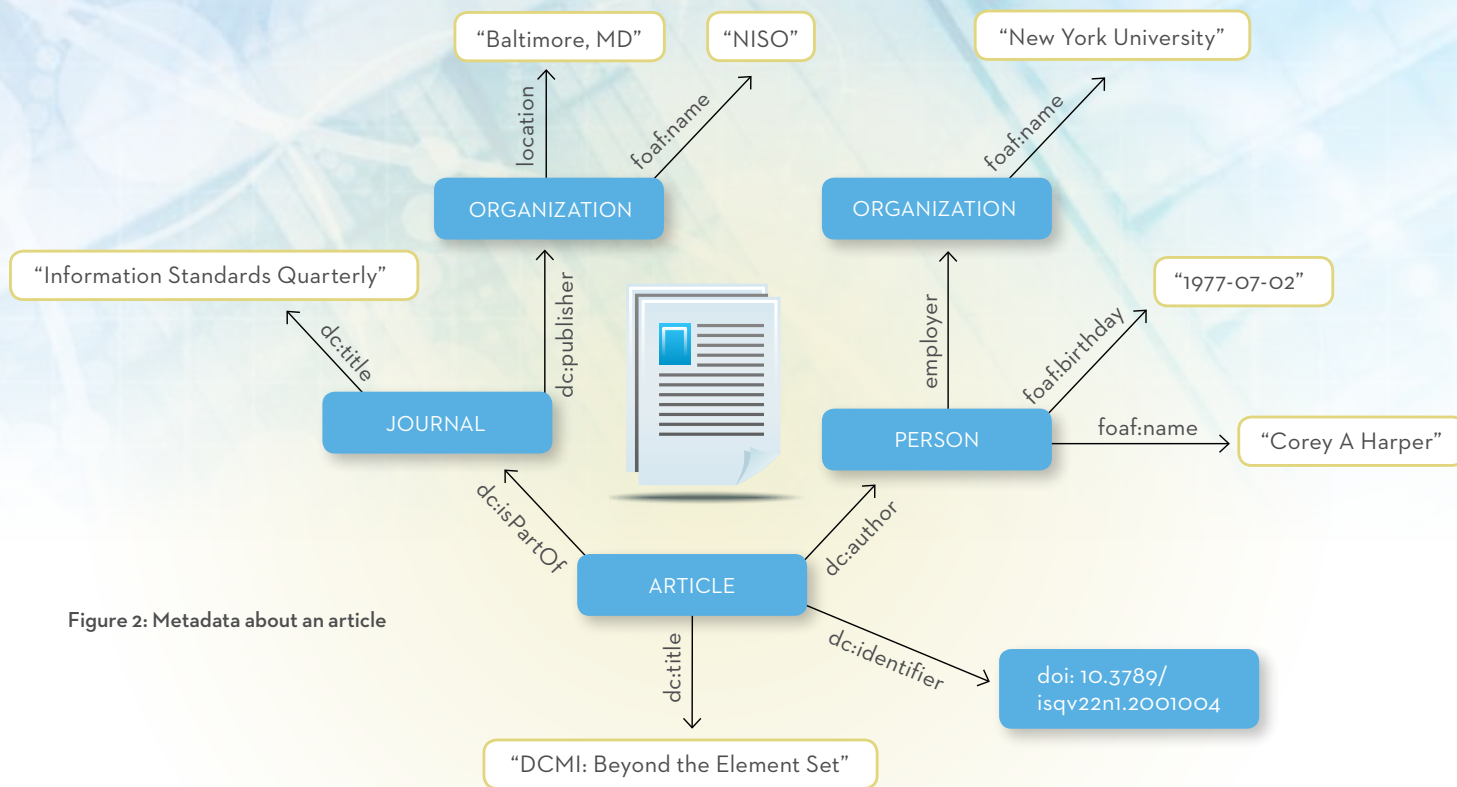 “Baltimore, MD”
“NISO”
“New York University”
location
foaf:name
foaf:name
ORGANIZATION
ORGANIZATION
“Information Standards Quarterly”
“1977-07-02”
dc:title
dc:publisher
employer
foaf:birthday
JOURNAL
PERSON
foaf:name
“Corey A Harper”
dc:isPartOf
dc:author
ARTICLE
Figure 2: Metadata about an article
dc:title
dc:identifier
doi: 10.3789/
isqv22n1.2001004
“DCMI: Beyond the Element Set”